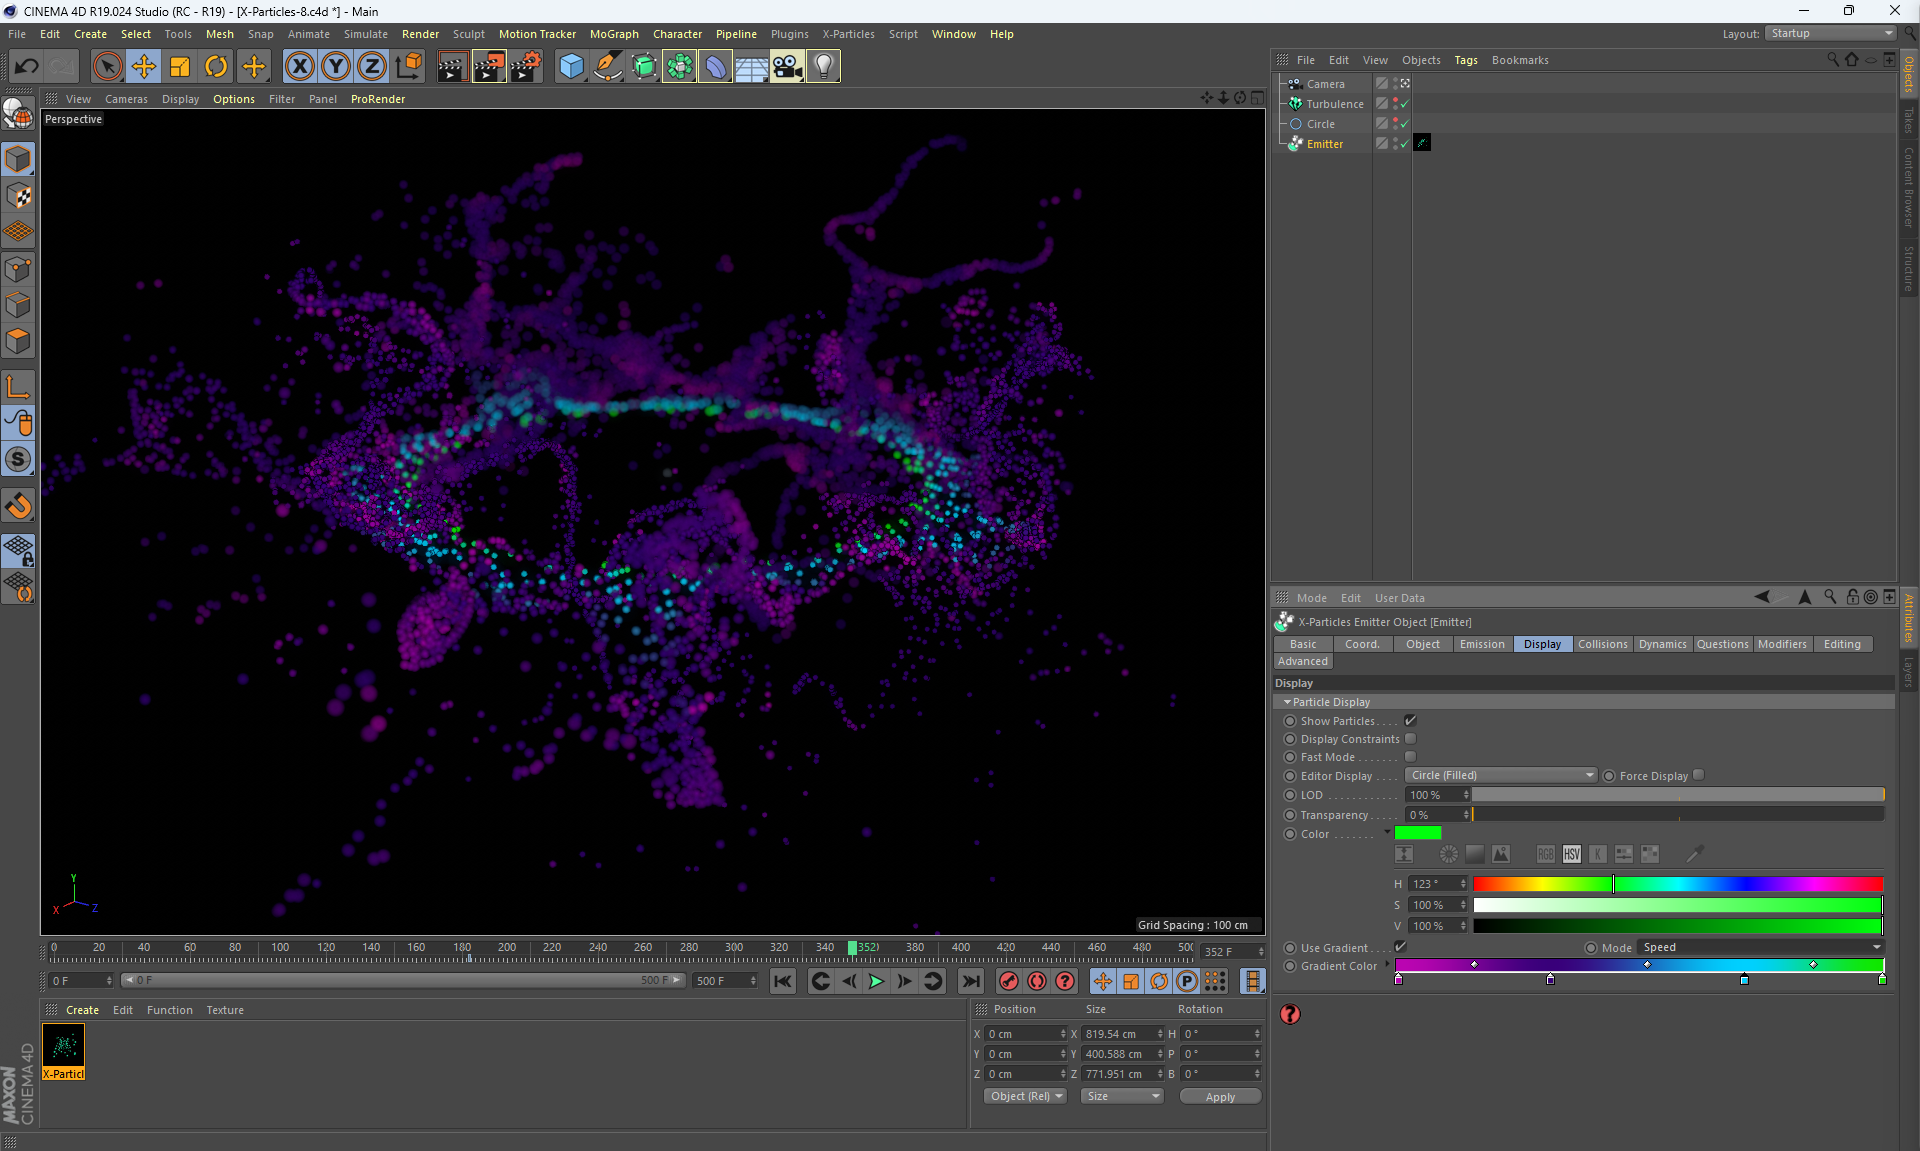 CINEMA 4D R19.024 Studio (RC - R19) - [X-Particles-8.c4d *] - Main
File Edit Create Select Tools Mesh Snap Animate Simulate Render Sculpt Motion Tracker MoGraph Character Pipeline Plugins X-Particles Script Window Help
Layout: Startup
View Cameras Display Options Filter Panel ProRender
Perspective
Y
X
Z
Grid Spacing : 100 cm
File Edit View Objects Tags Bookmarks
Camera
Turbulence
Circle
Emitter
Objects
Takes
Content Browser
Structure
Mode Edit User Data
X-Particles Emitter Object [Emitter]
Basic Coord. Object Emission Display Collisions Dynamics Questions Modifiers Editing
Advanced
Display
Particle Display
Show Particles. . . .
Display Constraints
Fast Mode . . . . . . .
Editor Display . . . . Circle (Filled) Force Display
LOD . . . . . . . . . . . . 100 %
Transparency . . . . . 0 %
Color . . . . . . .
RGB HSV K
H 123 °
S 100 %
V 100 %
Use Gradient . . . . Mode Speed
Gradient Color
Attributes
Layers
0 20 40 60 80 100 120 140 160 180 200 220 240 260 280 300 320 340 352) 380 400 420 440 460 480 500 352 F
0 F 0 F 500 F 500 F
Create Edit Function Texture
X-Particl
Position Size Rotation
X 0 cm X 819.54 cm H 0 °
Y 0 cm Y 400.588 cm P 0 °
Z 0 cm Z 771.951 cm B 0 °
Object (Rel) Size Apply
MAXON
CINEMA 4D